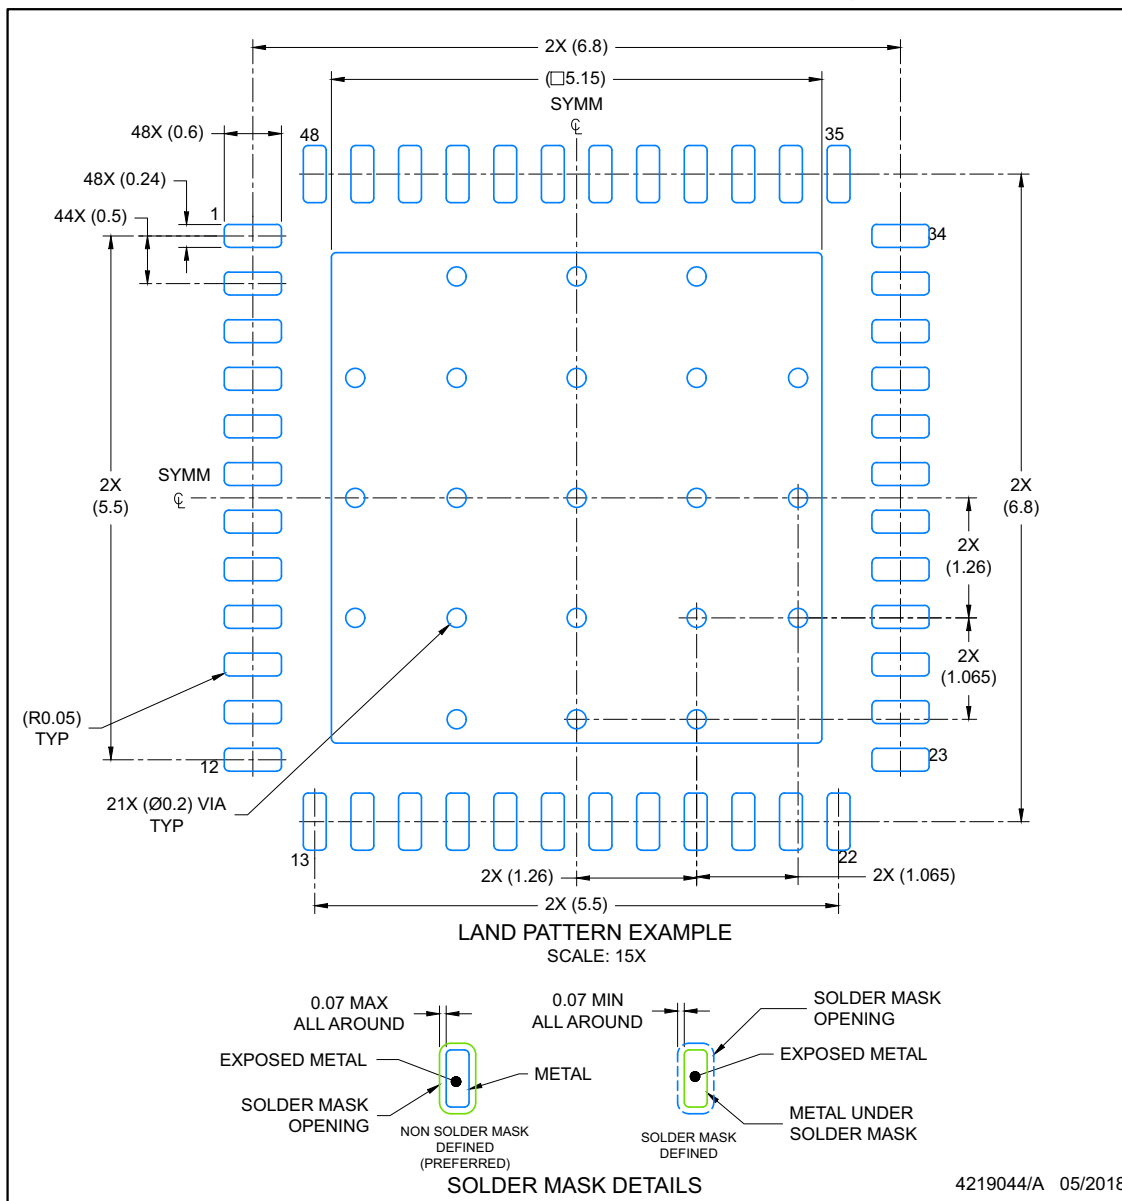 2X (6.8)
(□5.15)
SYMM
℄
48X (0.6)
48
35
48X (0.24)
44X (0.5)
1
34
SYMM
℄
2X
(5.5)
2X
(6.8)
2X
(1.26)
2X
(1.065)
(R0.05)
TYP
12
23
21X (Ø0.2) VIA
TYP
13
22
2X (1.26)
2X (1.065)
2X (5.5)
LAND PATTERN EXAMPLE
SCALE: 15X
0.07 MAX
ALL AROUND
0.07 MIN
ALL AROUND
SOLDER MASK
OPENING
EXPOSED METAL
EXPOSED METAL
METAL
SOLDER MASK
OPENING
METAL UNDER
SOLDER MASK
NON SOLDER MASK
DEFINED
(PREFERRED)
SOLDER MASK
DEFINED
SOLDER MASK DETAILS
4219044/A 05/2018